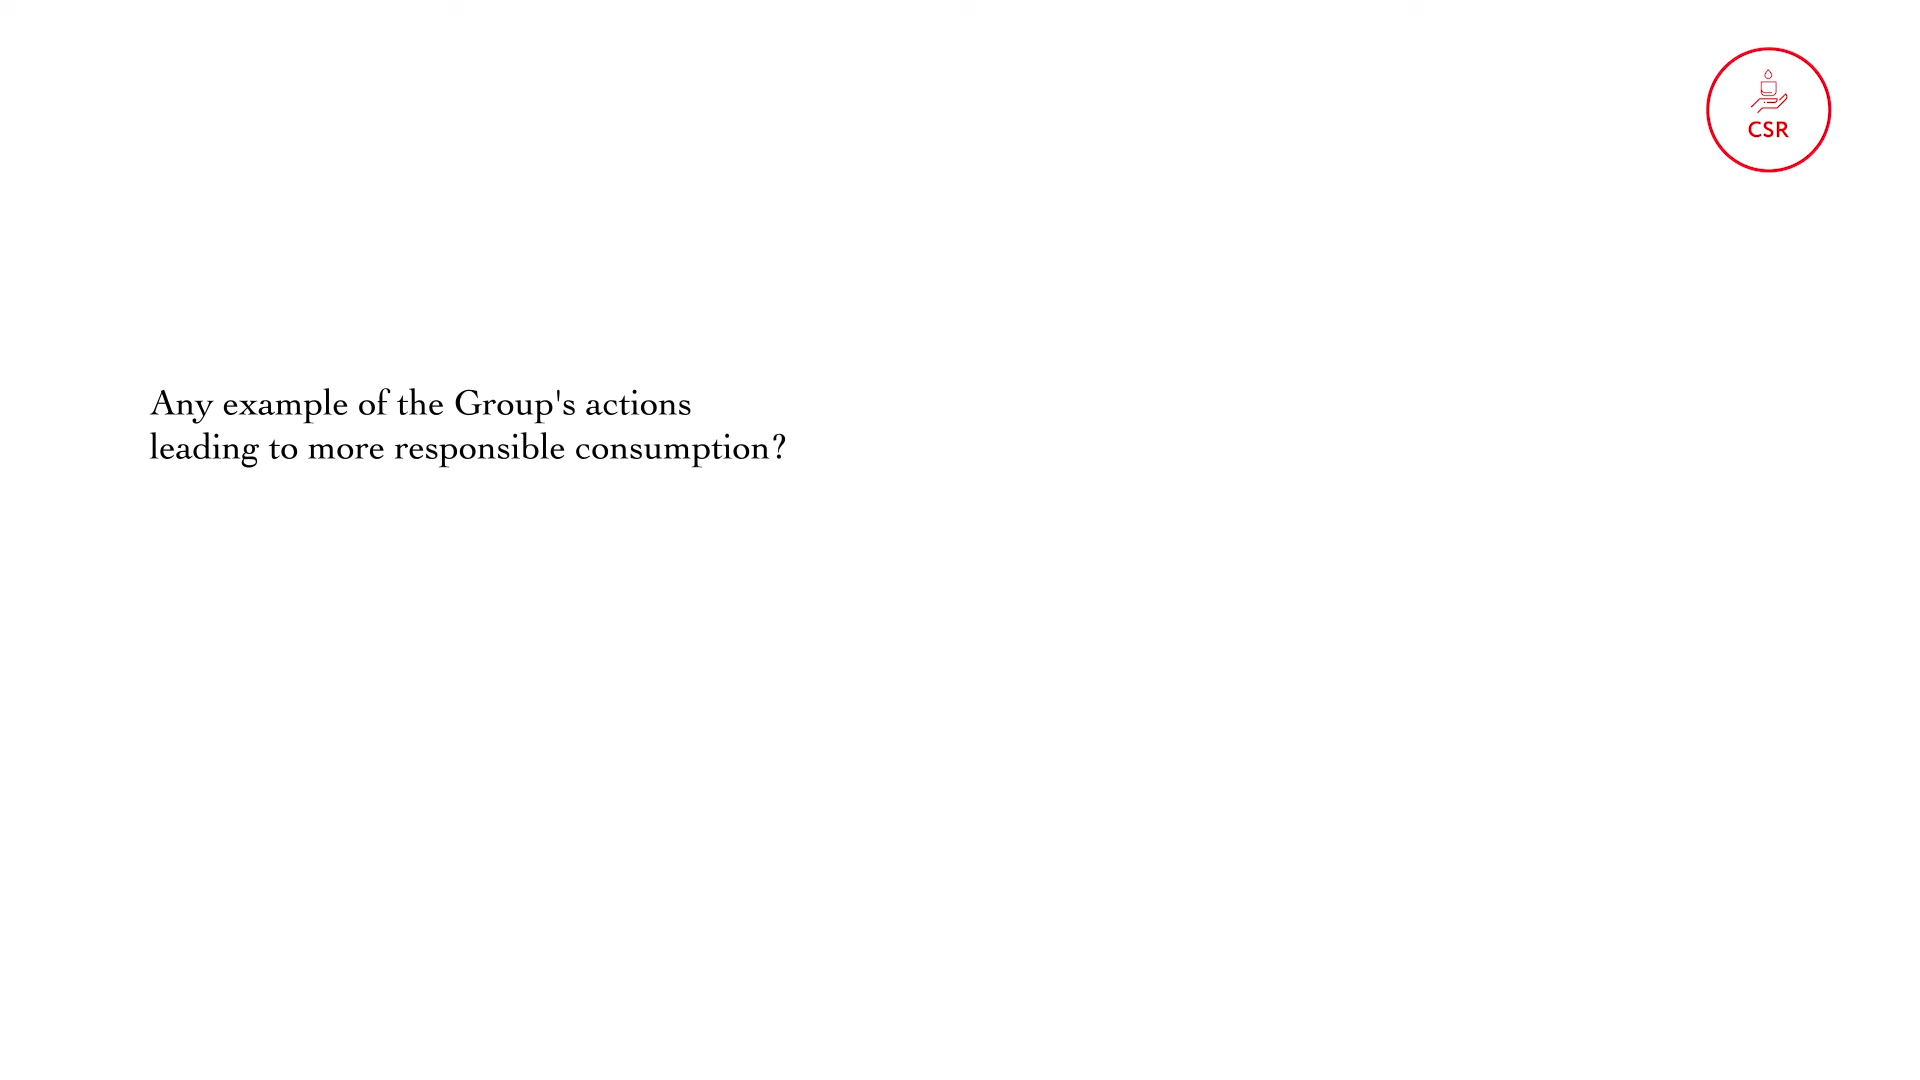 CSR
Any example of the Group's actions
leading to more responsible consumption?